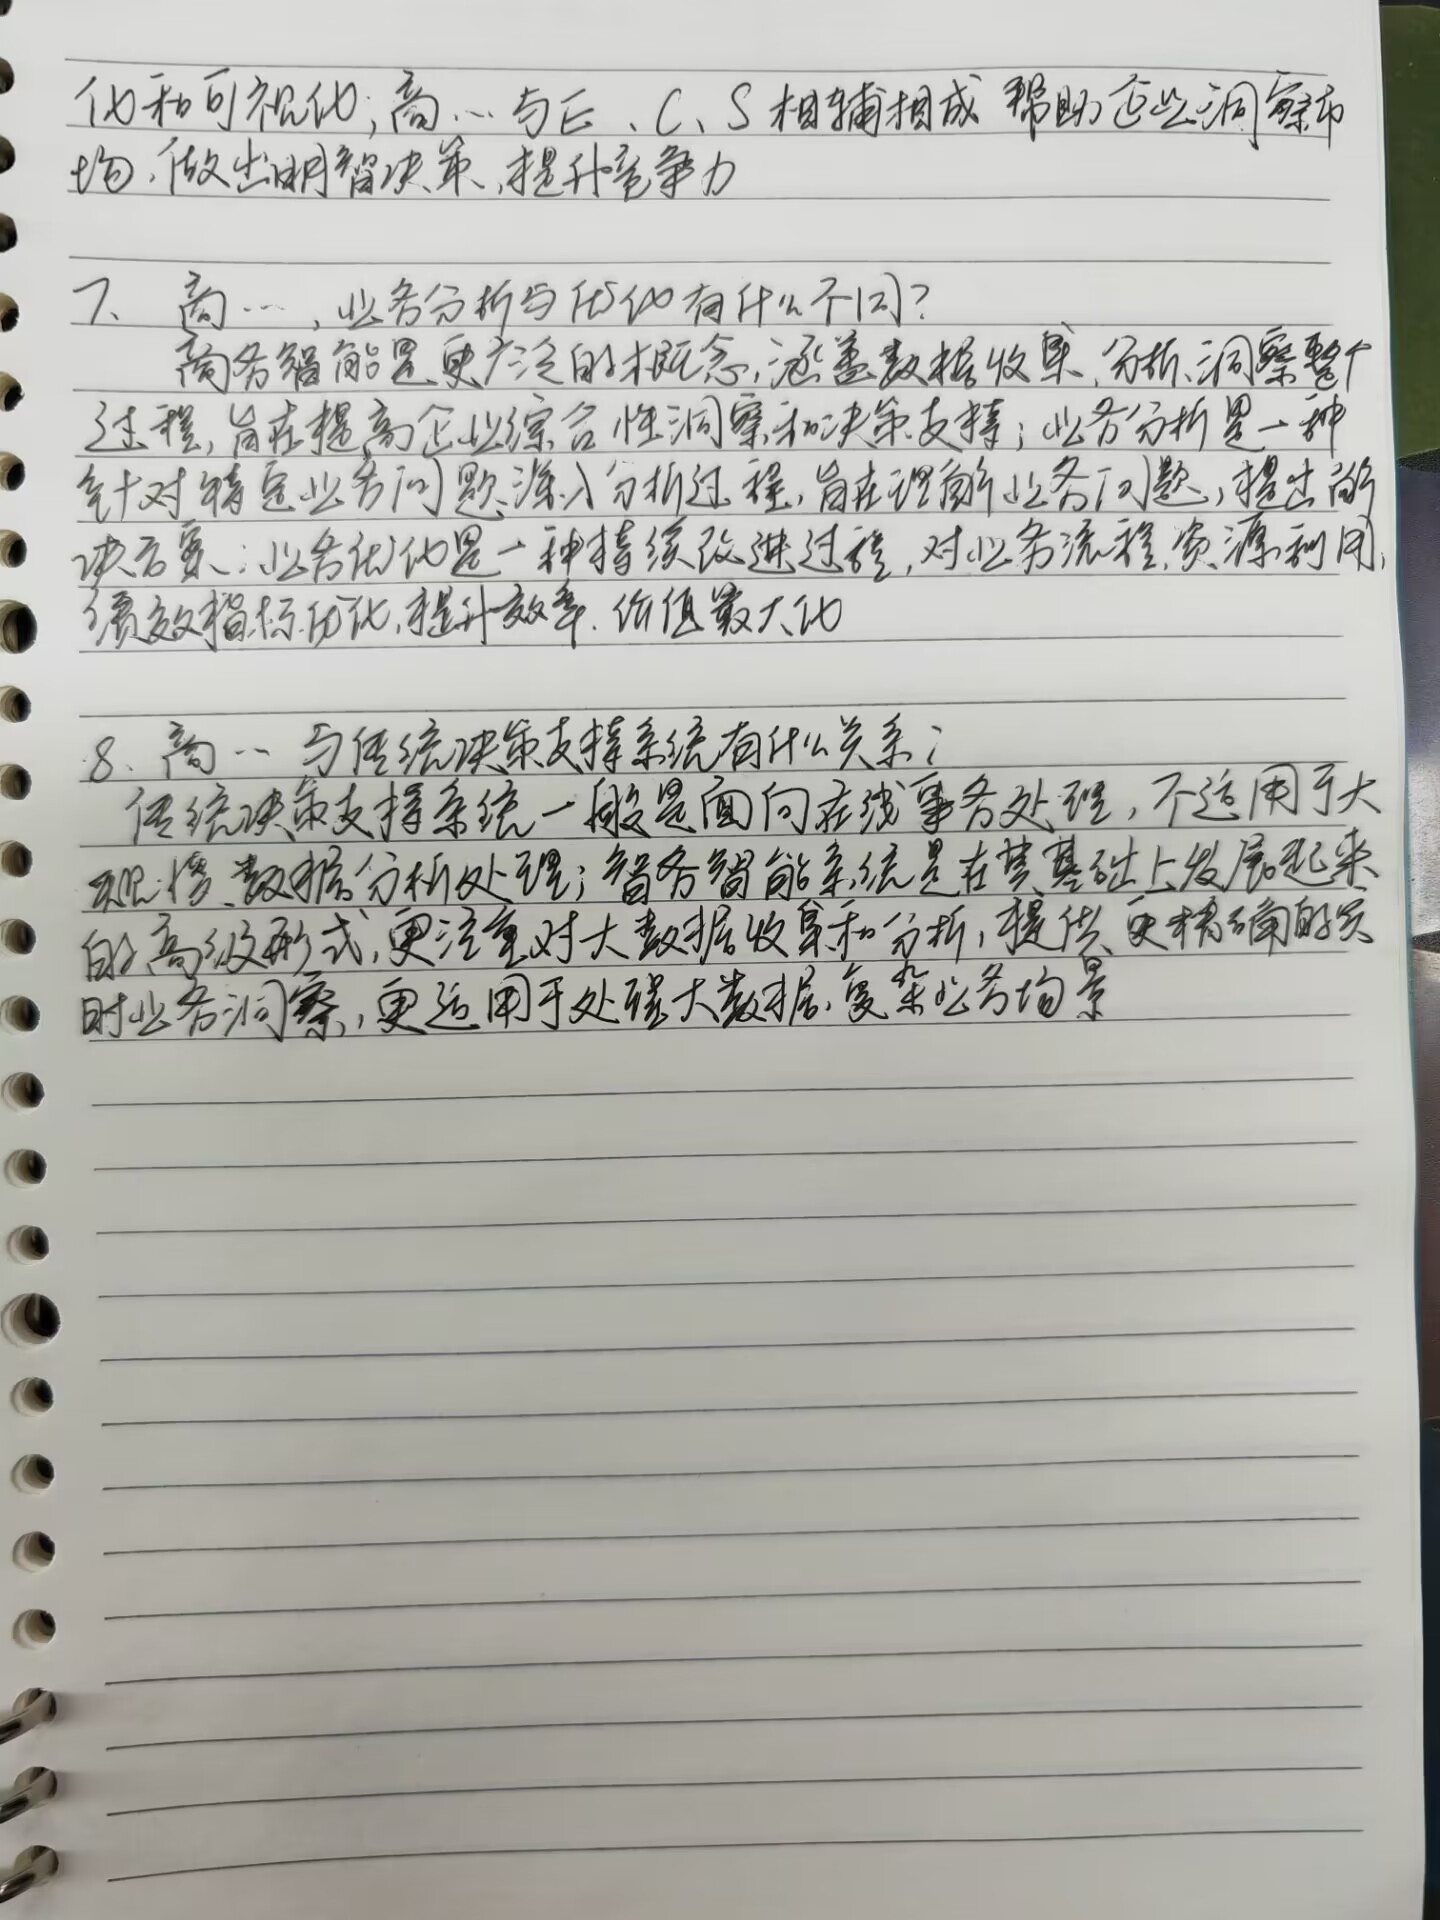 化和可视化；商…与E、C、S相辅相成 帮助企业洞察市
场，做出明智决策，提升竞争力
7、商…，业务分析与优化有什么不同？
商务智能是更广泛的概念，涵盖数据收集、分析、洞察整个
过程，旨在提高企业综合性洞察和决策支持；业务分析是一种
针对特定业务问题深入分析过程，旨在理解业务问题，提出解
决方案；业务优化是一种持续改进过程，对业务流程，资源利用，
绩效指标优化，提升效率、价值最大化
8、商…与传统决策支持系统有什么关系；
传统决策支持系统一般是面向在线事务处理，不适用于大
规模数据分析处理；智务智能系统是在其基础上发展起来
的高级形式，更注重对大数据收集和分析，提供更精确的实
时业务洞察，更适用于处理大数据、复杂业务场景